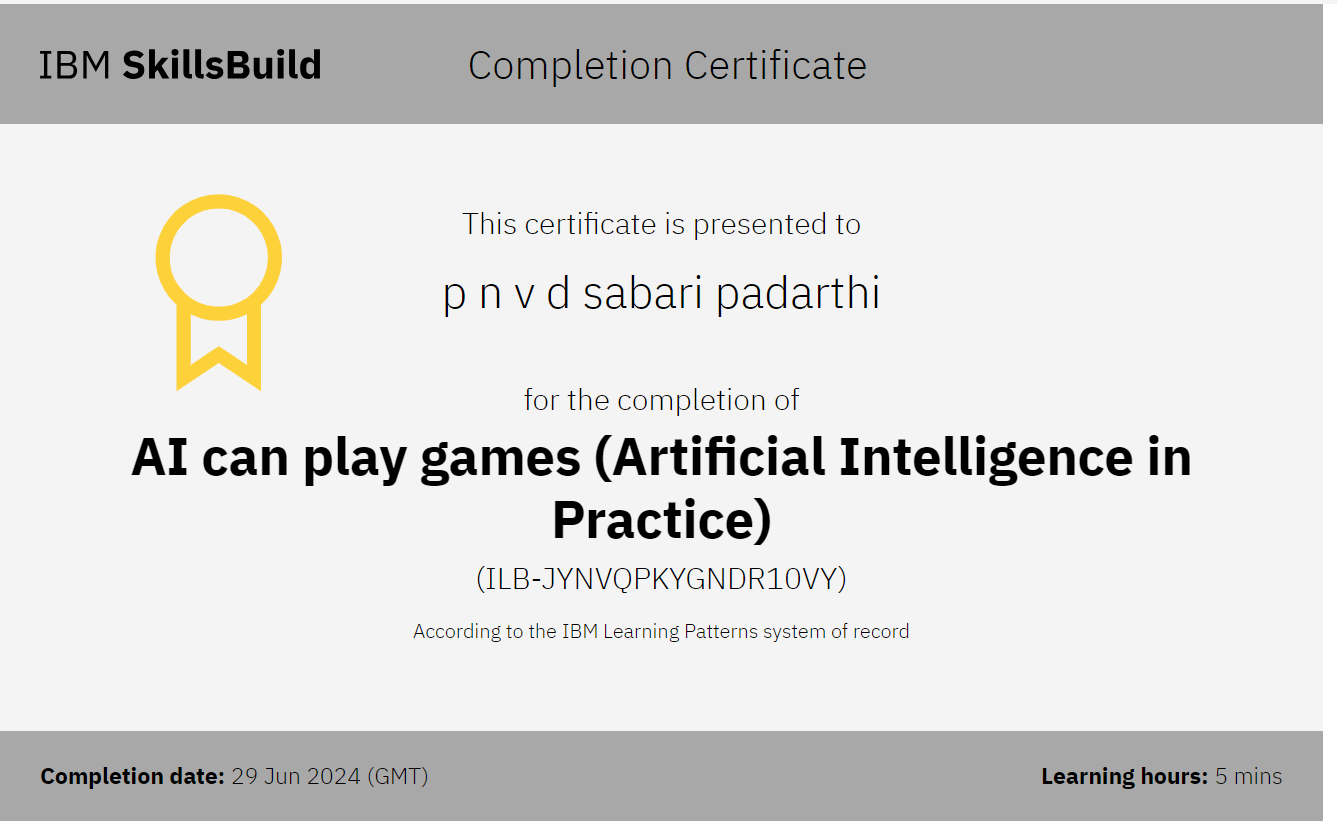 IBM SkillsBuild
Completion Certificate
This certificate is presented to
p n v d sabari padarthi
for the completion of
AI can play games (Artificial Intelligence in
Practice)
(ILB-JYNVQPKYGNDR10VY)
According to the IBM Learning Patterns system of record
Completion date: 29 Jun 2024 (GMT)
Learning hours: 5 mins